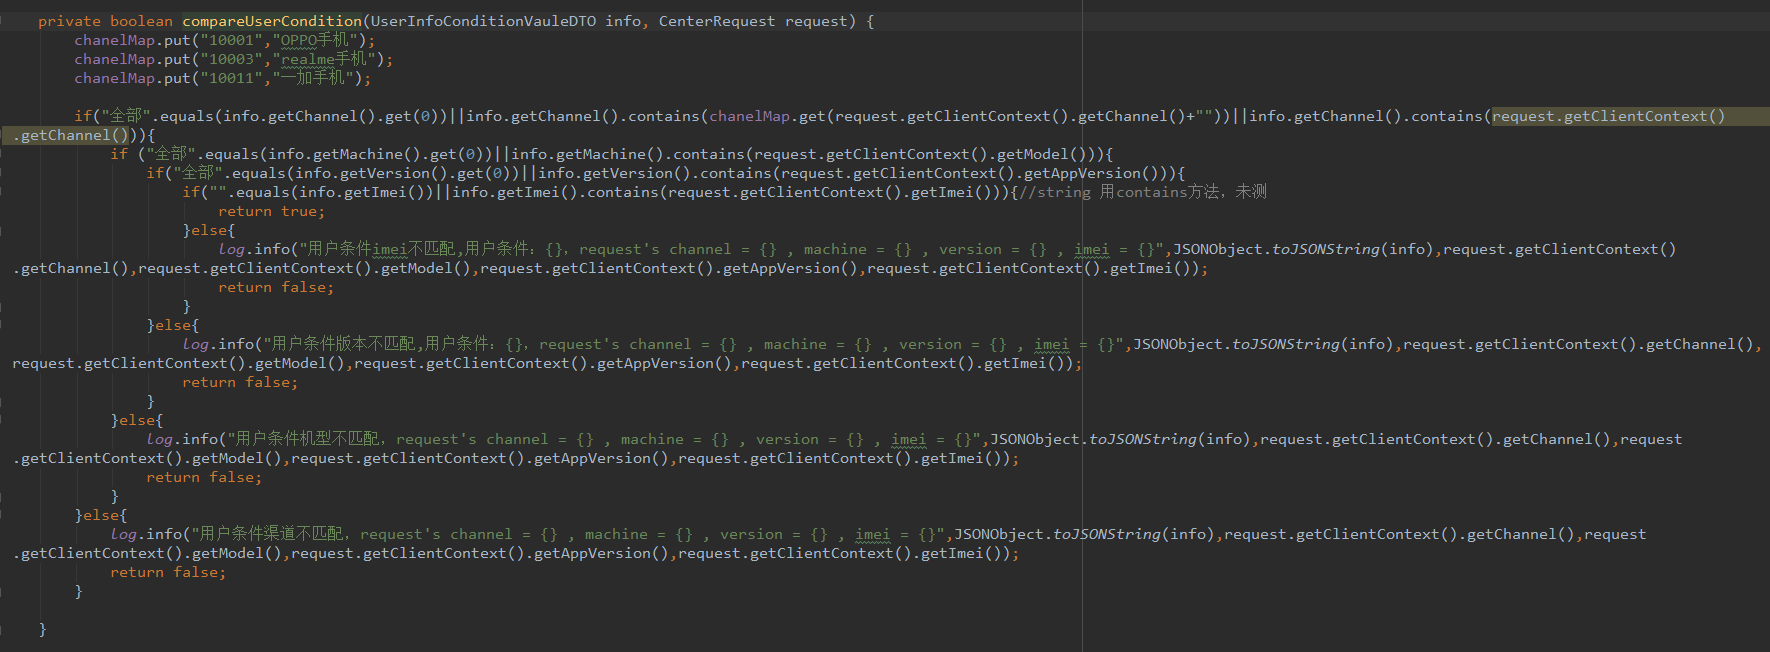 private boolean compareUserCondition(UserInfoConditionVauleDTO info, CenterRequest request) {
chanelMap.put("10001","OPPO手机");
chanelMap.put("10003","realme手机");
chanelMap.put("10011","一加手机");
if("全部".equals(info.getChannel().get(0))||info.getChannel().contains(chanelMap.get(request.getClientContext().getChannel()+""))||info.getChannel().contains(request.getClientContext()
.getChannel())){
if ("全部".equals(info.getMachine().get(0))||info.getMachine().contains(request.getClientContext().getModel())){
if("全部".equals(info.getVersion().get(0))||info.getVersion().contains(request.getClientContext().getAppVersion())){
if("".equals(info.getImei())||info.getImei().contains(request.getClientContext().getImei())){//string 用contains方法，未测
return true;
}else{
log.info("用户条件imei不匹配,用户条件：{}，request's channel = {} , machine = {} , version = {} , imei = {}",JSONObject.toJSONString(info),request.getClientContext()
.getChannel(),request.getClientContext().getModel(),request.getClientContext().getAppVersion(),request.getClientContext().getImei());
return false;
}
}else{
log.info("用户条件版本不匹配,用户条件：{}，request's channel = {} , machine = {} , version = {} , imei = {}",JSONObject.toJSONString(info),request.getClientContext().getChannel(),
request.getClientContext().getModel(),request.getClientContext().getAppVersion(),request.getClientContext().getImei());
return false;
}
}else{
log.info("用户条件机型不匹配，request's channel = {} , machine = {} , version = {} , imei = {}",JSONObject.toJSONString(info),request.getClientContext().getChannel(),request
.getClientContext().getModel(),request.getClientContext().getAppVersion(),request.getClientContext().getImei());
return false;
}
}else{
log.info("用户条件渠道不匹配，request's channel = {} , machine = {} , version = {} , imei = {}",JSONObject.toJSONString(info),request.getClientContext().getChannel(),request
.getClientContext().getModel(),request.getClientContext().getAppVersion(),request.getClientContext().getImei());
return false;
}
}